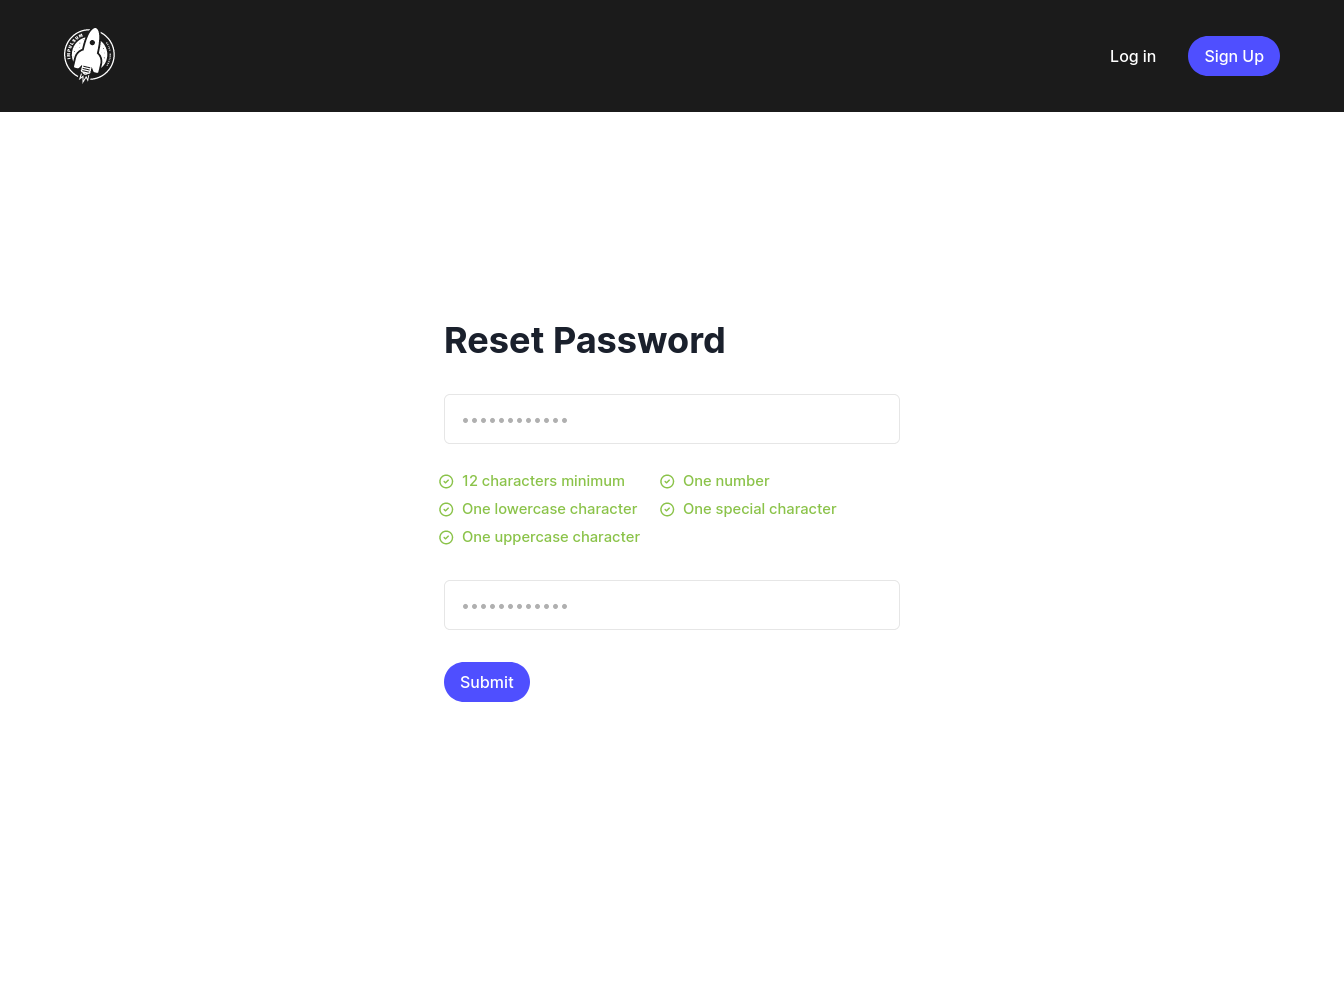 Log in
Sign Up
Reset Password
••••••••••••
12 characters minimum
One number
One lowercase character
One special character
One uppercase character
••••••••••••
Submit